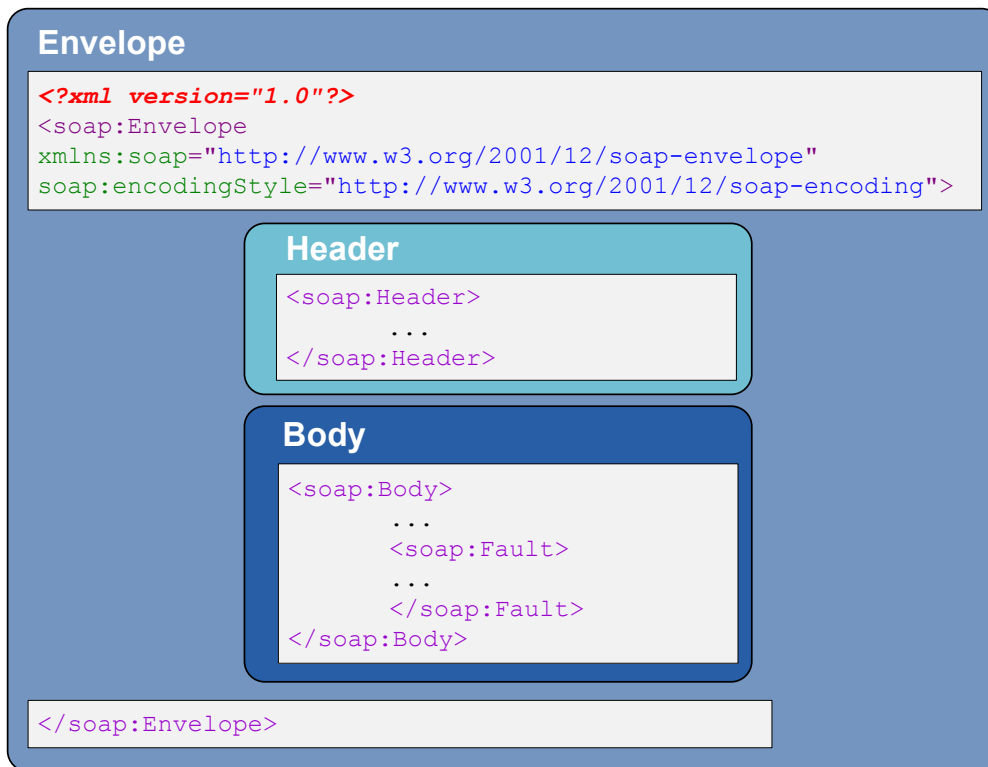 Envelope
<?xml version="1.0"?>
<soap:Envelope
xmlns:soap="http://www.w3.org/2001/12/soap-envelope"
soap:encodingStyle="http://www.w3.org/2001/12/soap-encoding">
Header
<soap:Header>
...
</soap:Header>
Body
<soap:Body>
...
<soap:Fault>
...
</soap:Fault>
</soap:Body>
</soap:Envelope>